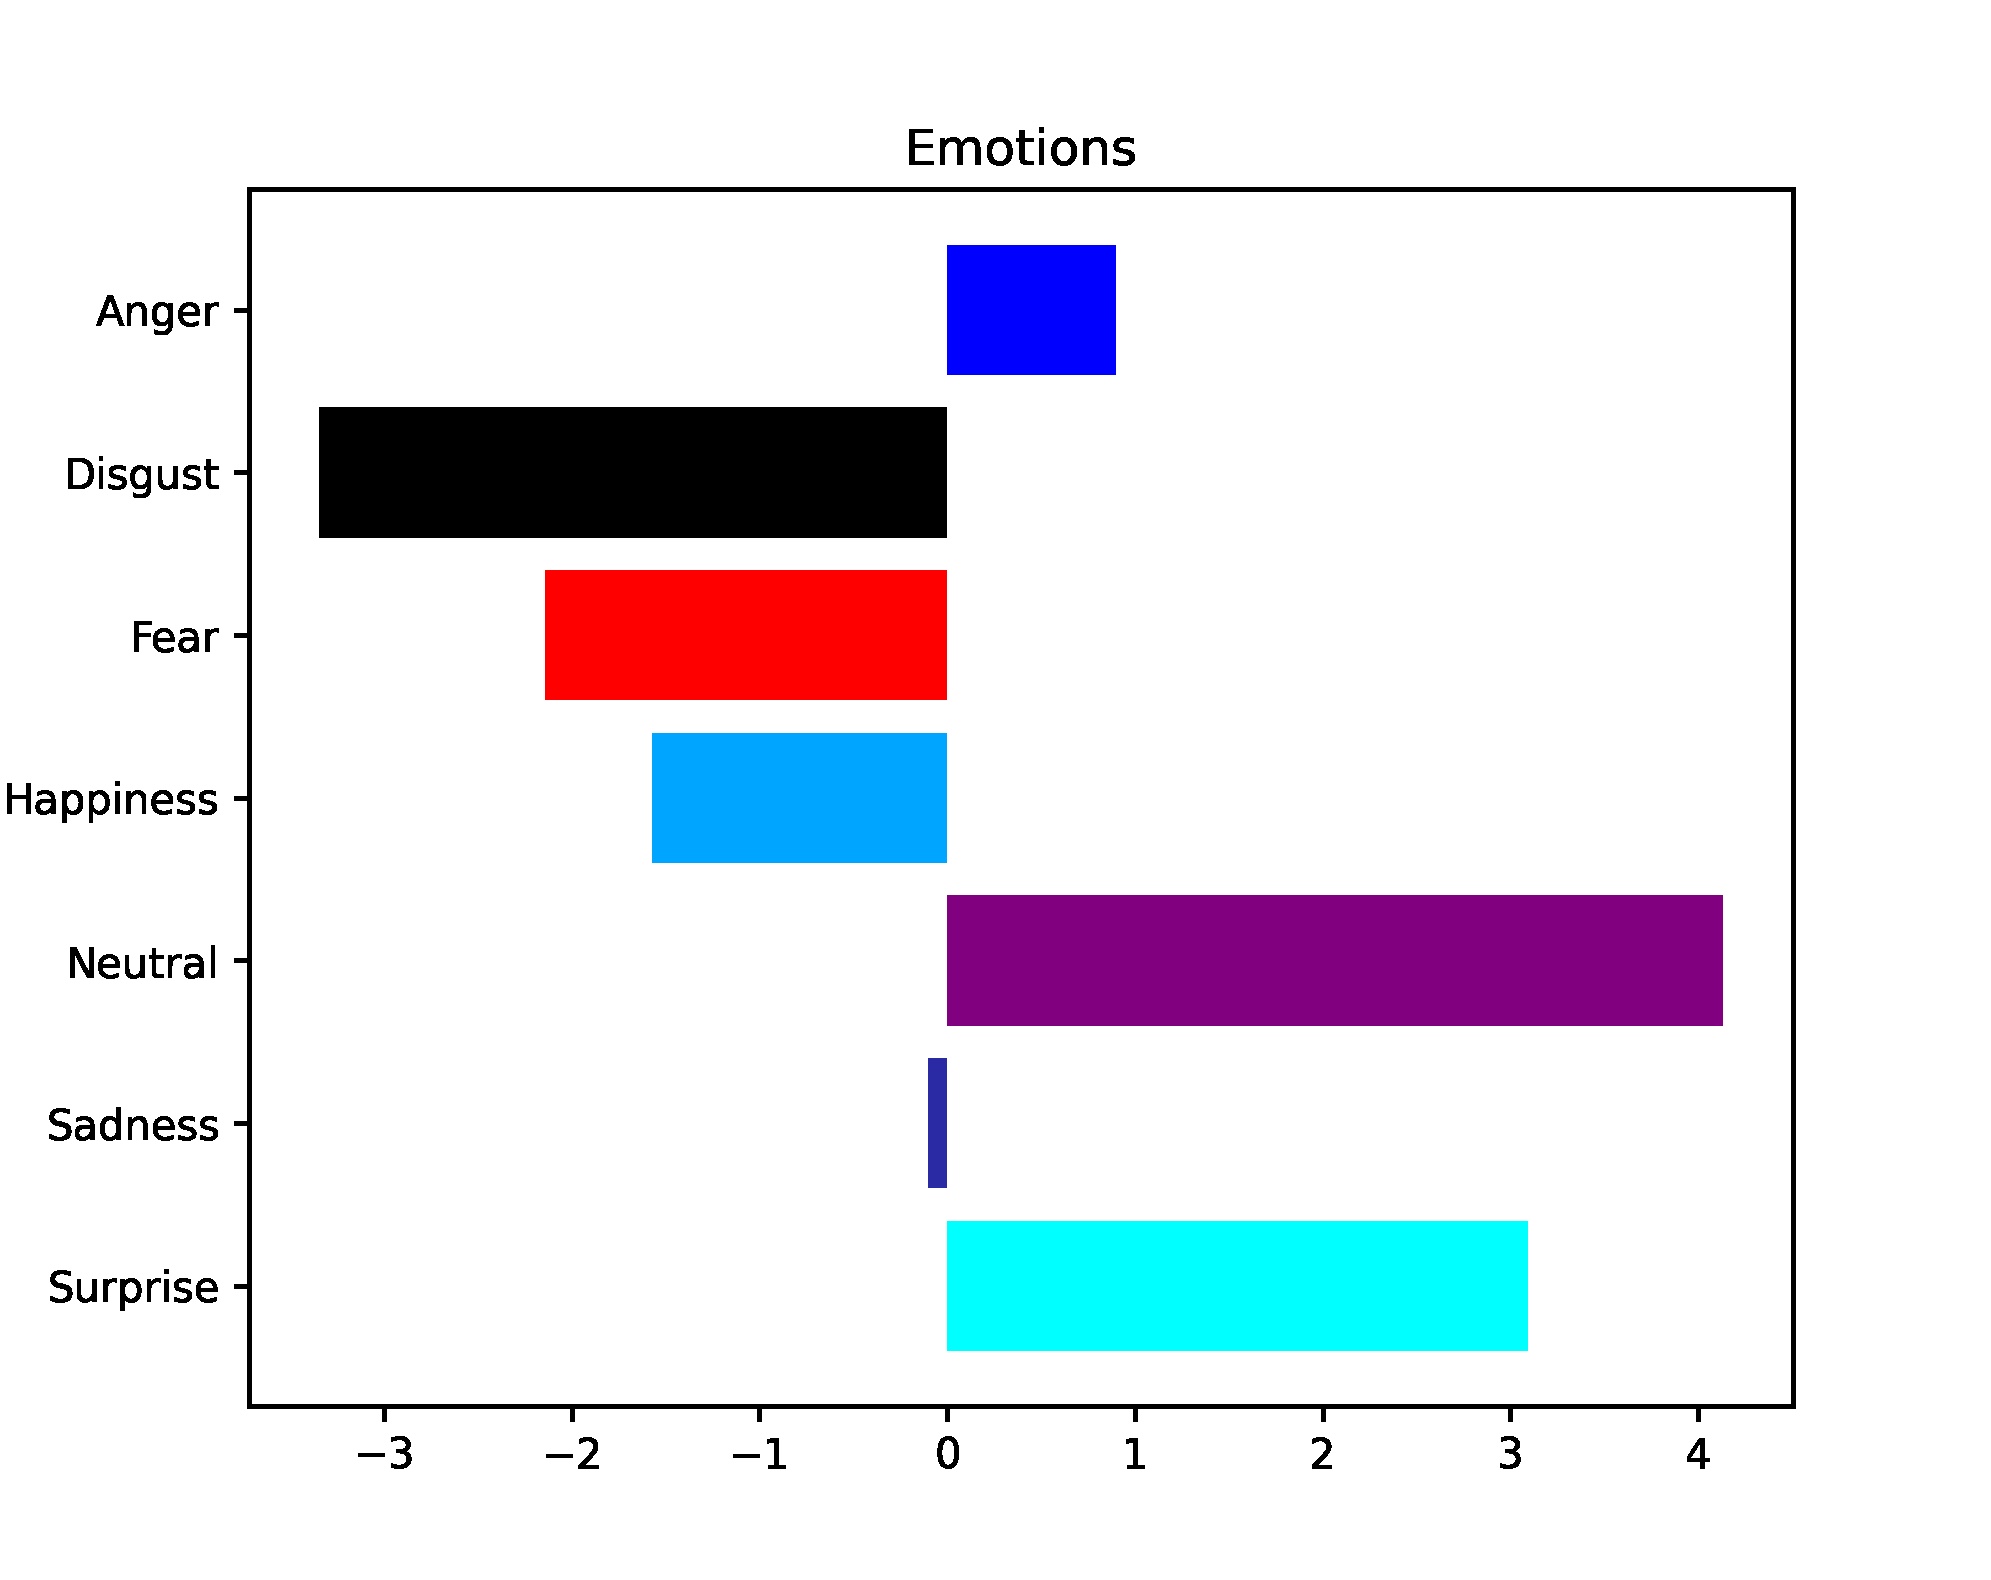 Emotions
Anger
Disgust
Fear
Happiness
Neutral
Sadness
Surprise
−3 −2 −1 0 1 2 3 4